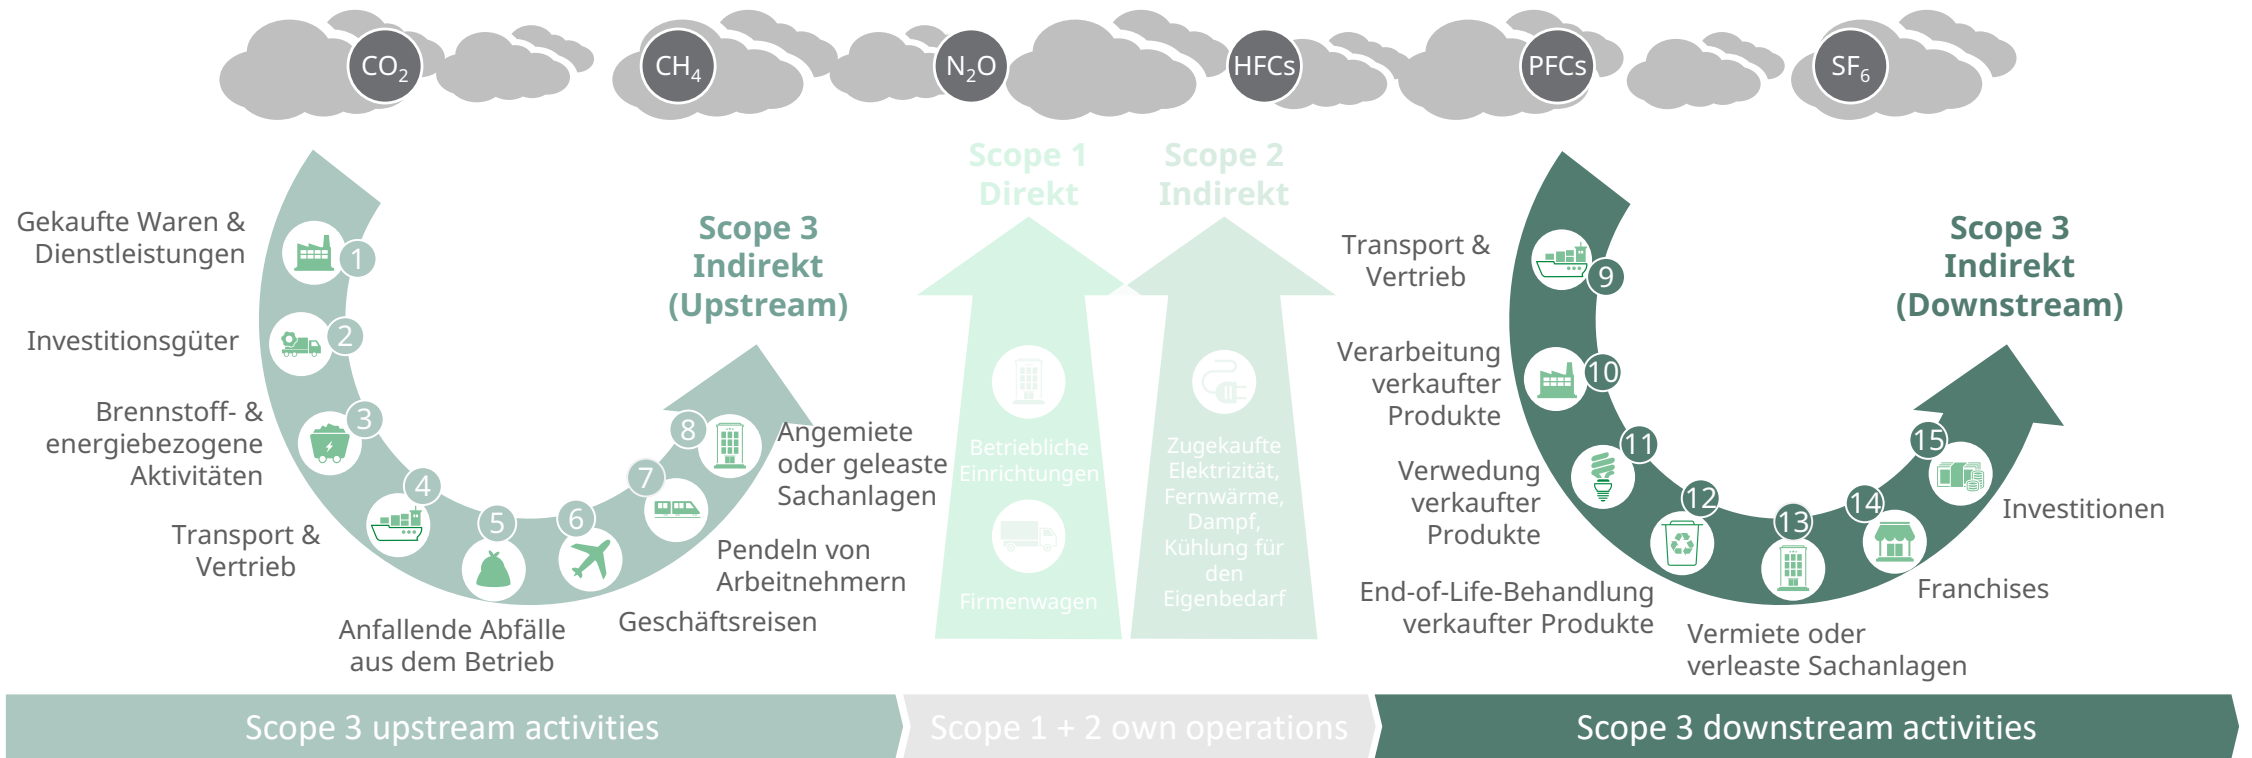 CO₂
CH₄
N₂O
HFCs
PFCs
SF₆
Gekaufte Waren &
Dienstleistungen
1
Investitionsgüter
2
Brennstoff- &
energiebezogene
Aktivitäten
3
Transport &
Vertrieb
4
Anfallende Abfälle
aus dem Betrieb
5
Geschäftsreisen
6
Pendeln von
Arbeitnehmern
7
Angemiete
oder geleaste
Sachanlagen
8
Scope 3
Indirekt
(Upstream)
Scope 1
Direkt
Betriebliche
Einrichtungen
Firmenwagen
Scope 2
Indirekt
Zugekaufte
Elektrizität,
Fernwärme,
Dampf,
Kühlung für
den
Eigenbedarf
Transport &
Vertrieb
9
Verarbeitung
verkaufter
Produkte
10
Verwedung
verkaufter
Produkte
11
End-of-Life-Behandlung
verkaufter Produkte
12
Vermiete oder
verleaste Sachanlagen
13
Franchises
14
Investitionen
15
Scope 3
Indirekt
(Downstream)
Scope 3 upstream activities
Scope 1 + 2 own operations
Scope 3 downstream activities